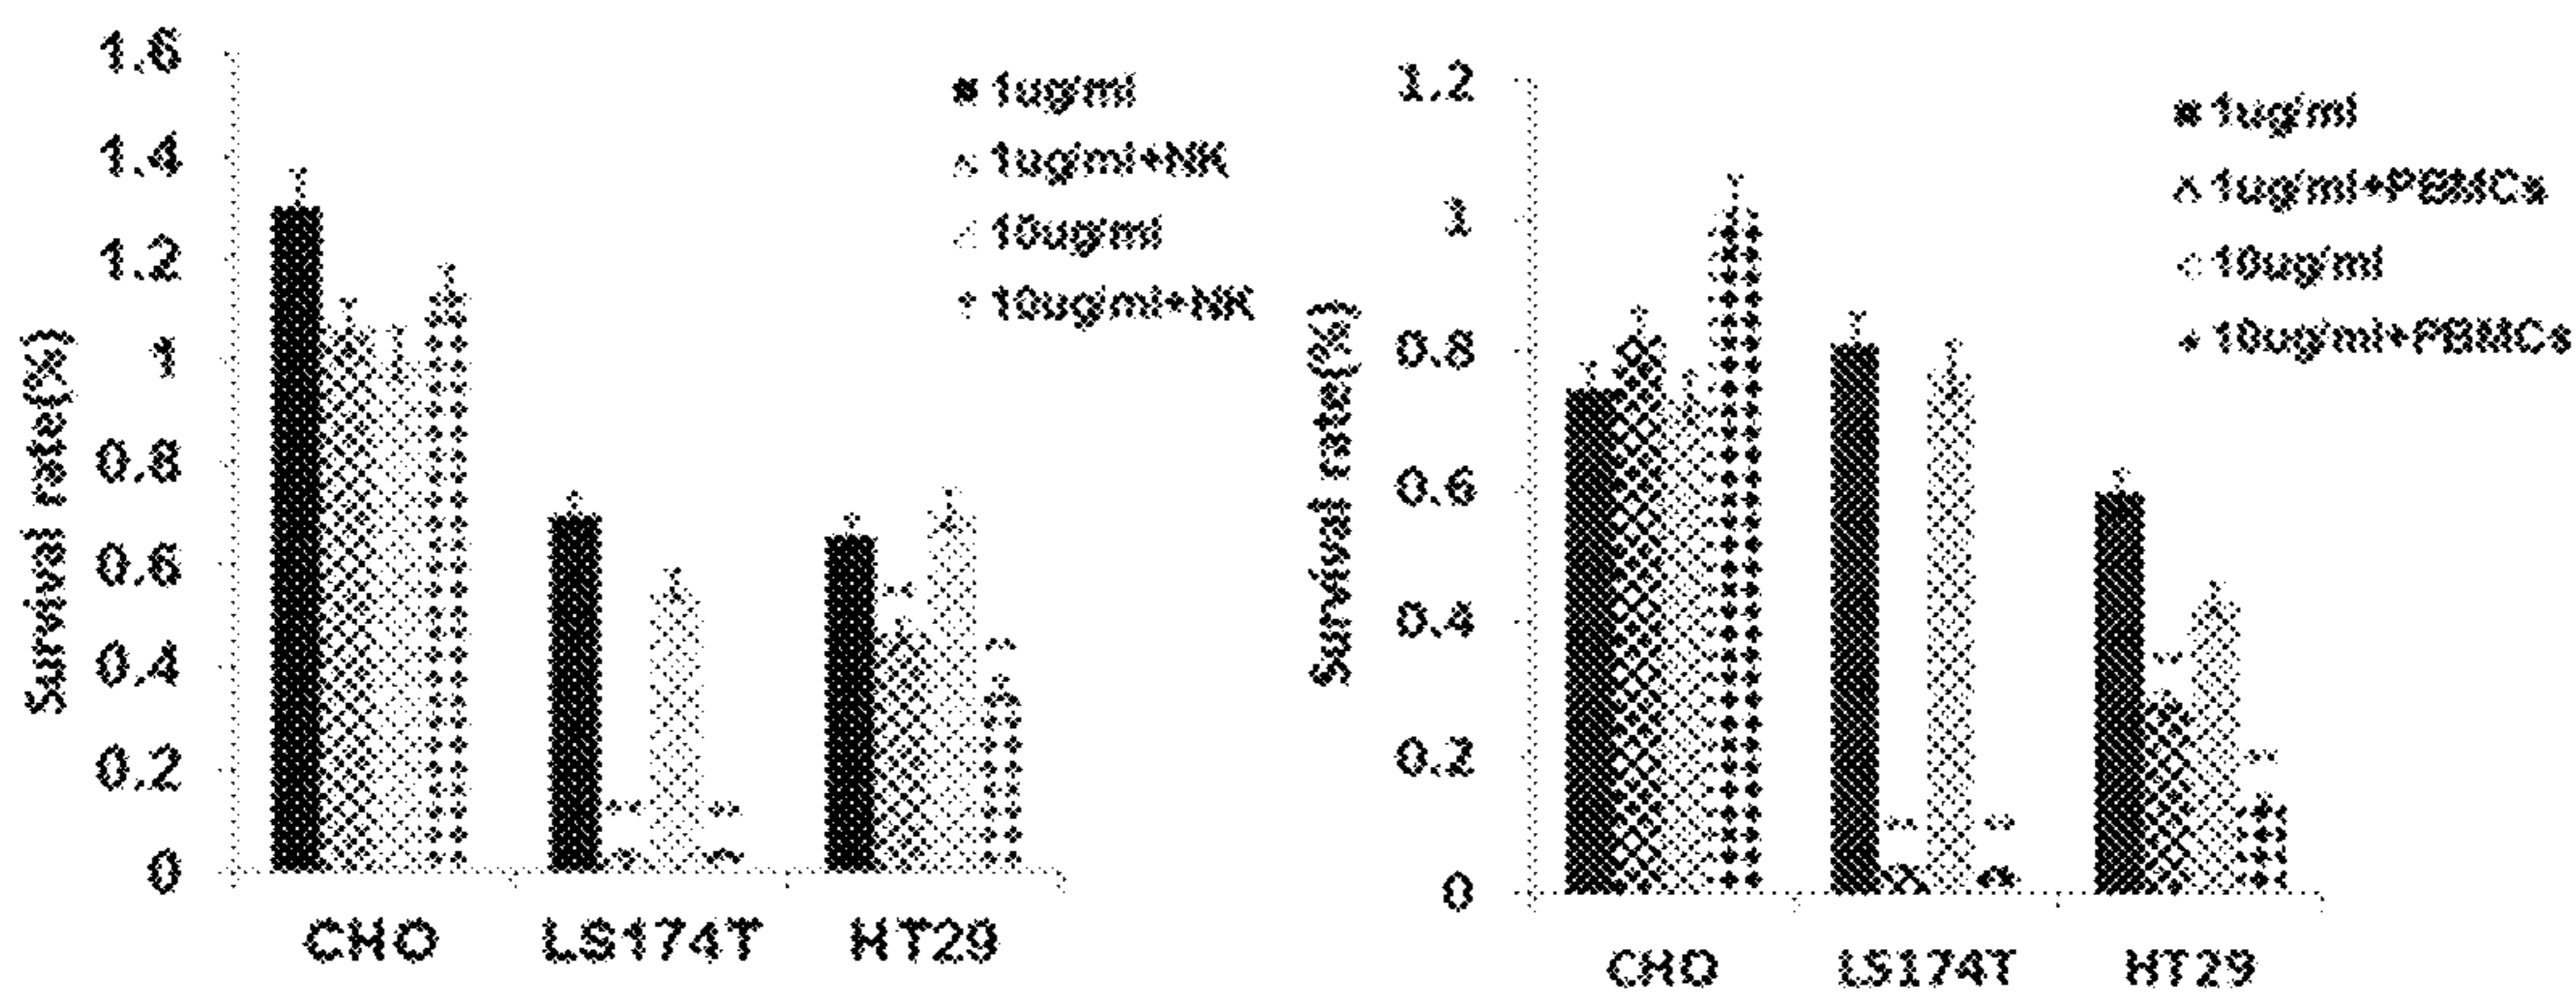 1.6
1.4
1.2
1
0.8
0.6
0.4
0.2
0
Survival rate(%)
CHO LS174T HT29
1ug/ml
1ug/ml+NK
10ug/ml
10ug/ml+NK
1.2
1
0.8
0.6
0.4
0.2
0
Survival rate(%)
CHO LS174T HT29
1ug/ml
1ug/ml+PBMCs
10ug/ml
10ug/ml+PBMCs